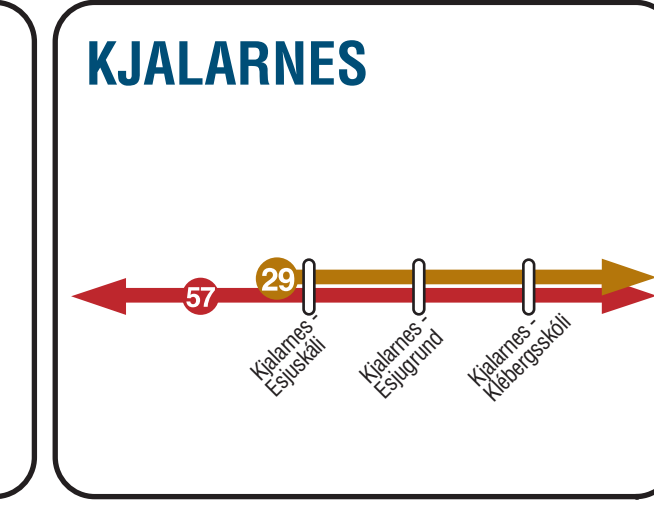 KJALARNES
29
57
Kjalarnes -
Esjuskáli
Kjalarnes -
Esjugrund
Kjalarnes -
Klébergsskóli